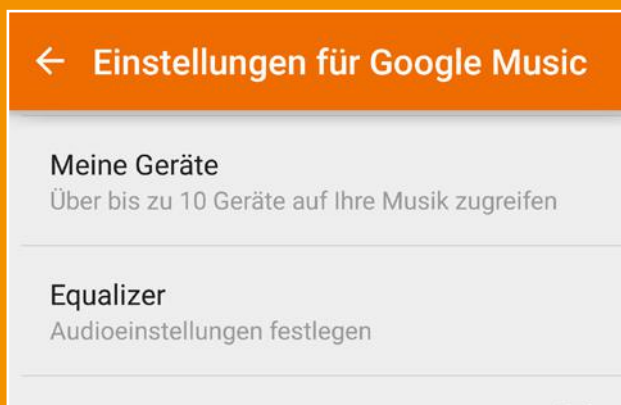 Einstellungen für Google Music
Meine Geräte
Über bis zu 10 Geräte auf Ihre Musik zugreifen
Equalizer
Audioeinstellungen festlegen